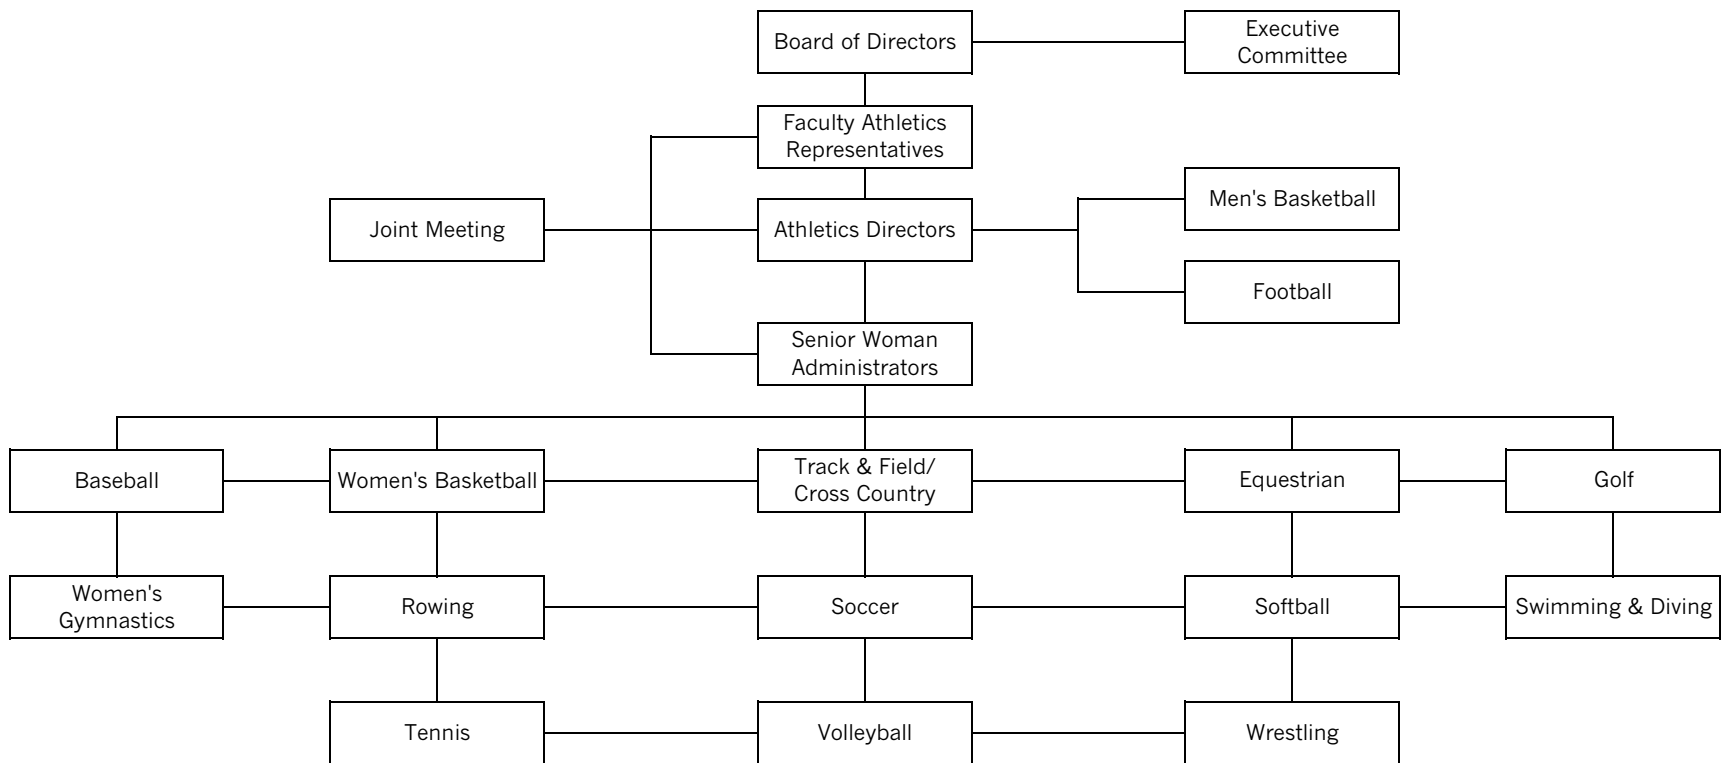 Board of Directors
Executive
Committee
Faculty Athletics
Representatives
Men's Basketball
Joint Meeting
Athletics Directors
Football
Senior Woman
Administrators
Baseball
Women's Basketball
Track & Field/
Cross Country
Equestrian
Golf
Women's
Gymnastics
Rowing
Soccer
Softball
Swimming & Diving
Tennis
Volleyball
Wrestling